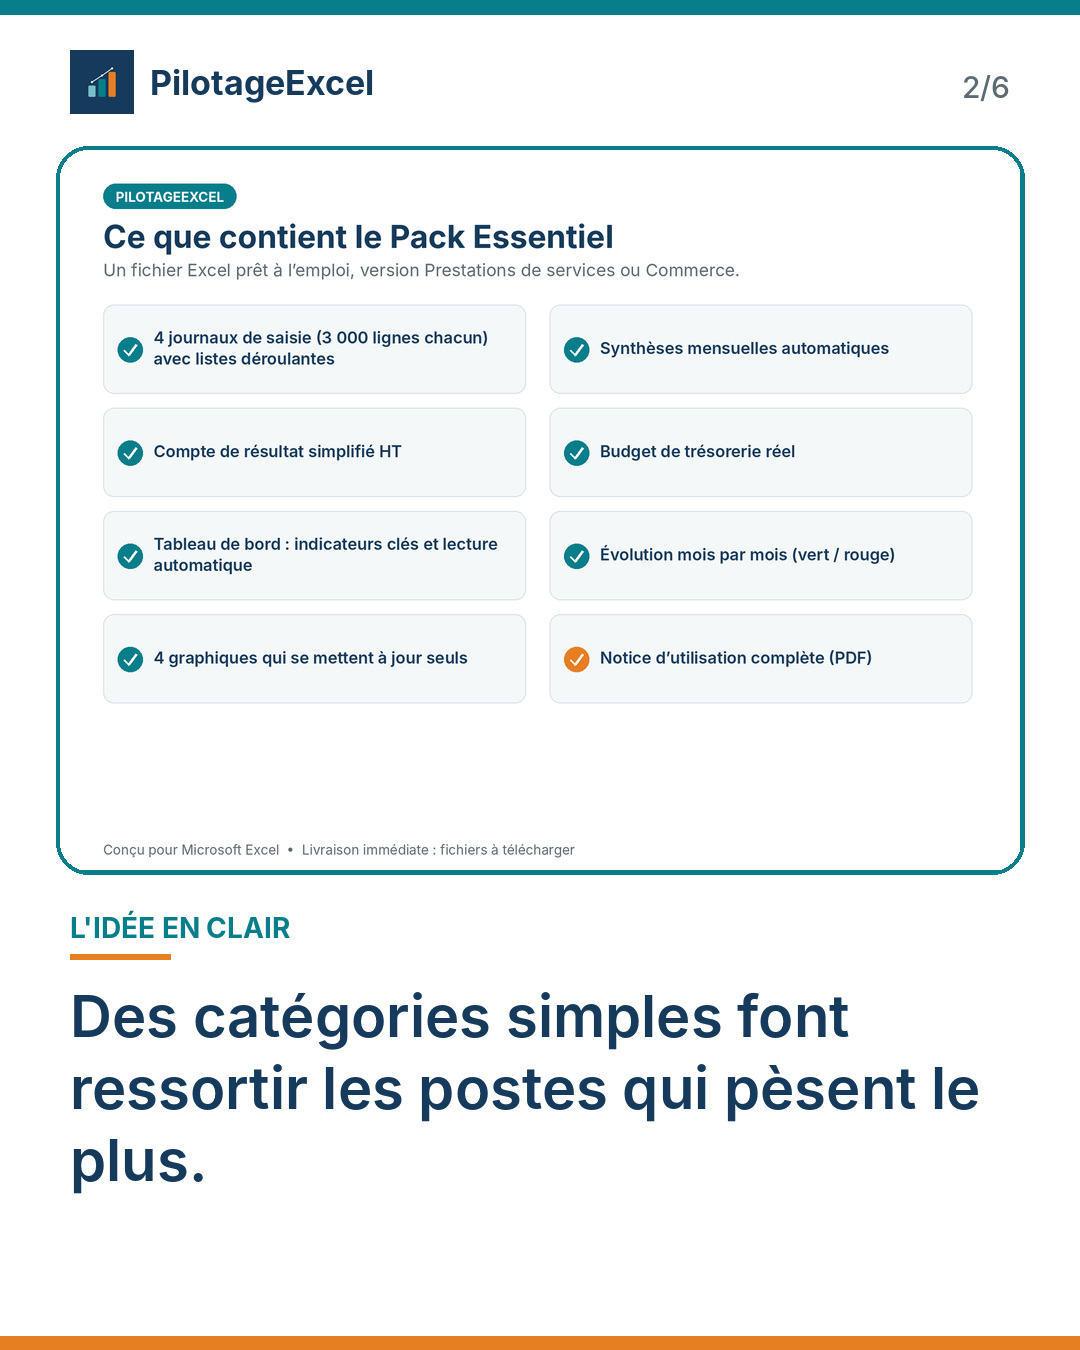 PilotageExcel
2/6
PILOTAGEEXCEL
Ce que contient le Pack Essentiel
Un fichier Excel prêt à l’emploi, version Prestations de services ou Commerce.
4 journaux de saisie (3 000 lignes chacun)
avec listes déroulantes
Synthèses mensuelles automatiques
Compte de résultat simplifié HT
Budget de trésorerie réel
Tableau de bord : indicateurs clés et lecture
automatique
Évolution mois par mois (vert / rouge)
4 graphiques qui se mettent à jour seuls
Notice d’utilisation complète (PDF)
Conçu pour Microsoft Excel • Livraison immédiate : fichiers à télécharger
L'IDÉE EN CLAIR
Des catégories simples font
ressortir les postes qui pèsent le
plus.